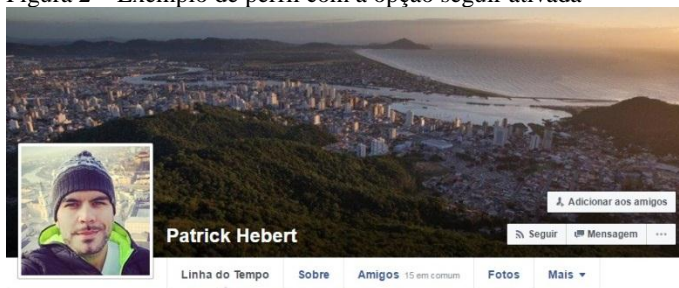 Figura 2 – Exemplo de perfil com a opção seguir ativada
Adicionar aos amigos
Patrick Hebert
Seguir
Mensagem
Linha do Tempo Sobre Amigos 15 em comum Fotos Mais